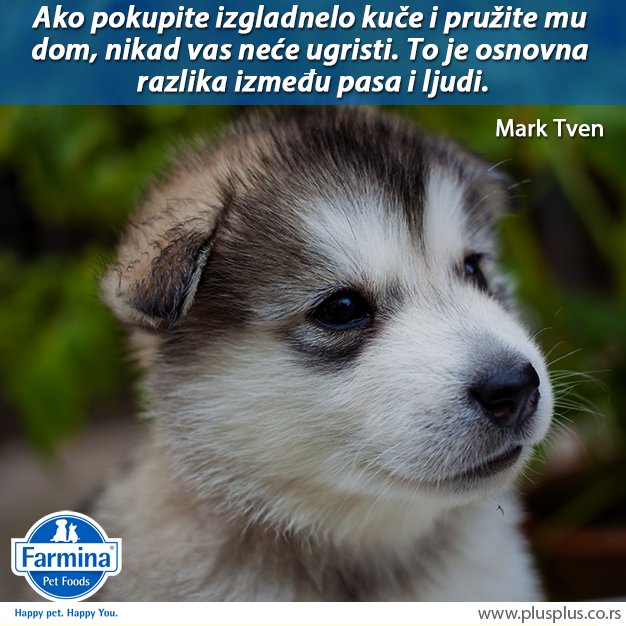 Ako pokupite izgladnelo kuče i pružite mu
dom, nikad vas neće ugristi. To je osnovna
razlika između pasa i ljudi.
Mark Tven
Farmina®
Pet Foods
Happy pet. Happy You.
www.plusplus.co.rs